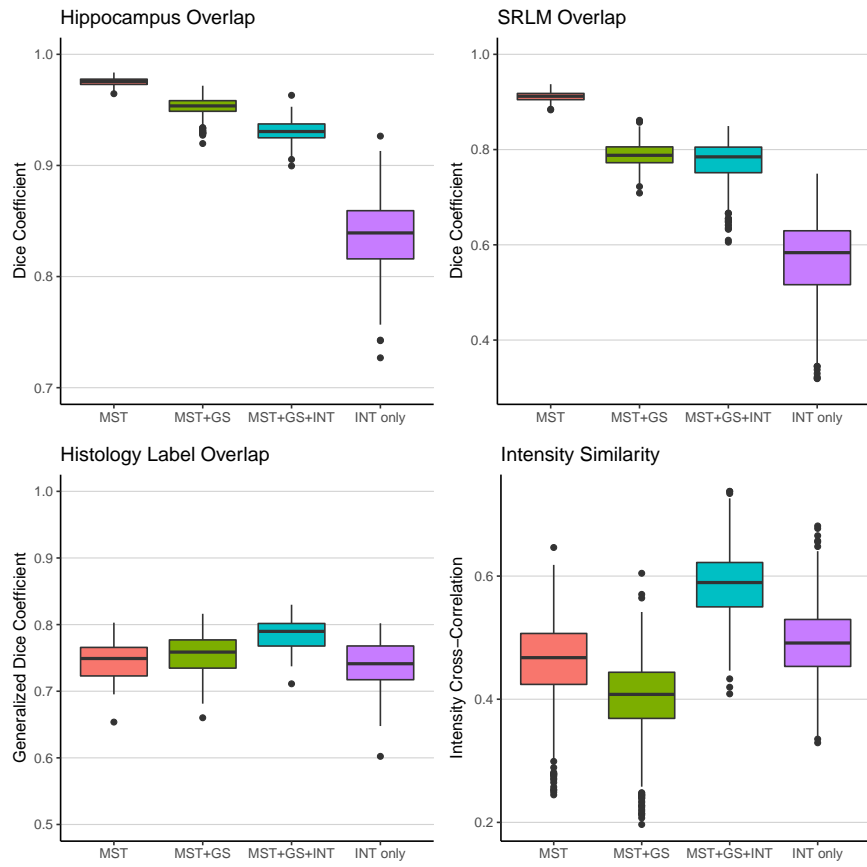 Hippocampus Overlap
Dice Coefficient
1.0
0.9
0.8
0.7
MST MST+GS MST+GS+INT INT only
SRLM Overlap
Dice Coefficient
1.0
0.8
0.6
0.4
MST MST+GS MST+GS+INT INT only
Histology Label Overlap
Generalized Dice Coefficient
1.0
0.9
0.8
0.7
0.6
0.5
MST MST+GS MST+GS+INT INT only
Intensity Similarity
Intensity Cross−Correlation
0.6
0.4
0.2
MST MST+GS MST+GS+INT INT only